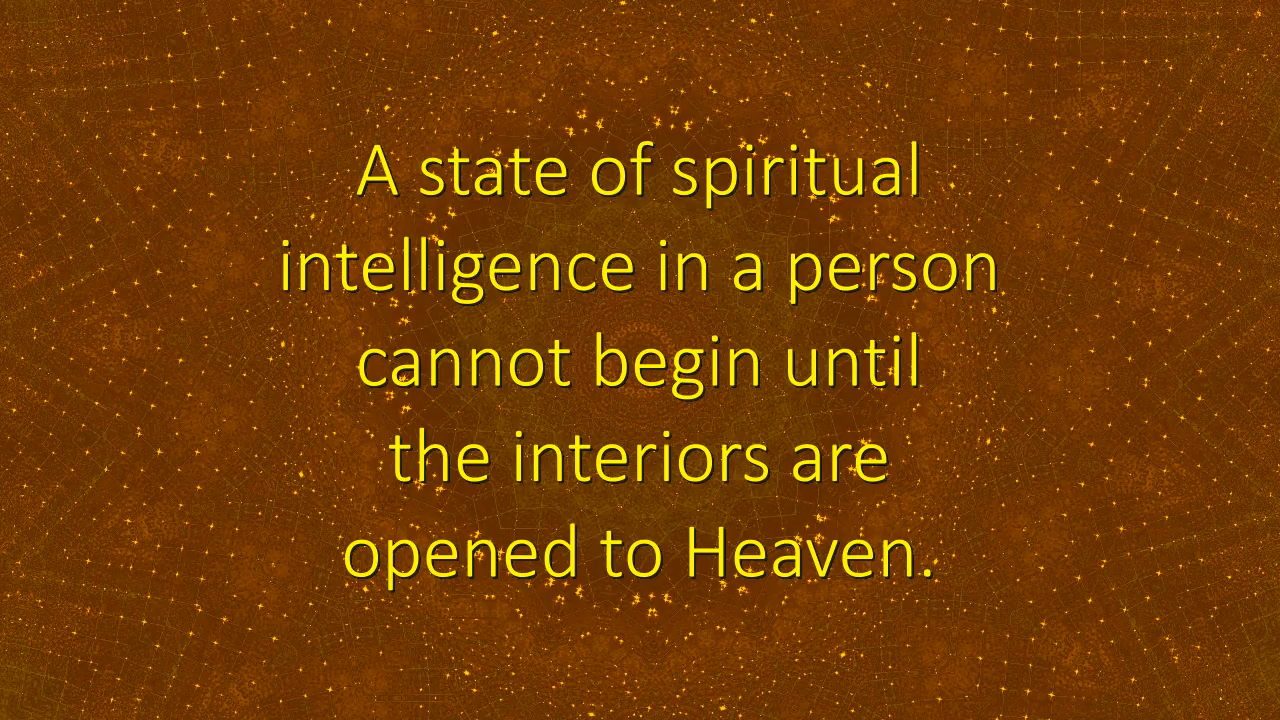 A state of spiritual
intelligence in a person
cannot begin until
the interiors are
opened to Heaven.